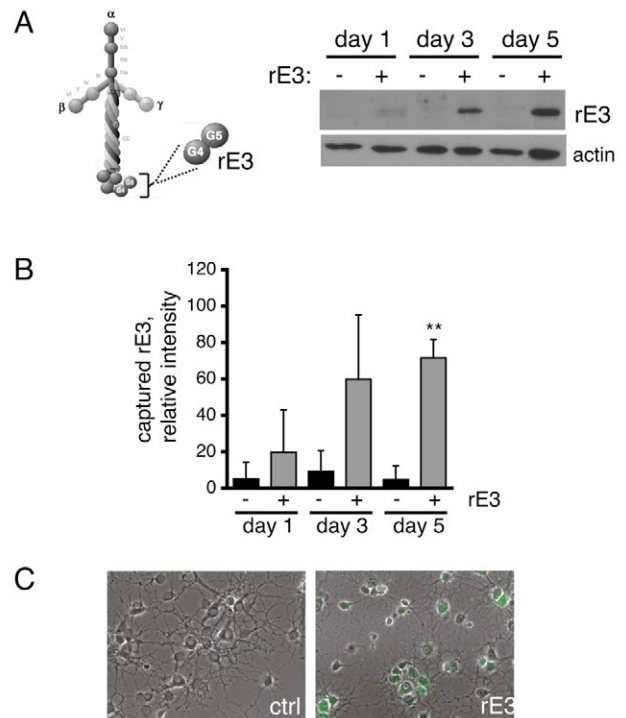 A
α
β
γ
G4
G4
G5
rE3
day 1 day 3 day 5
rE3: - + - + - +
rE3
actin
B
captured rE3,
relative intensity
120
100
80
60
40
20
0
**
- + - + - + rE3
day 1 day 3 day 5
C
ctrl
rE3